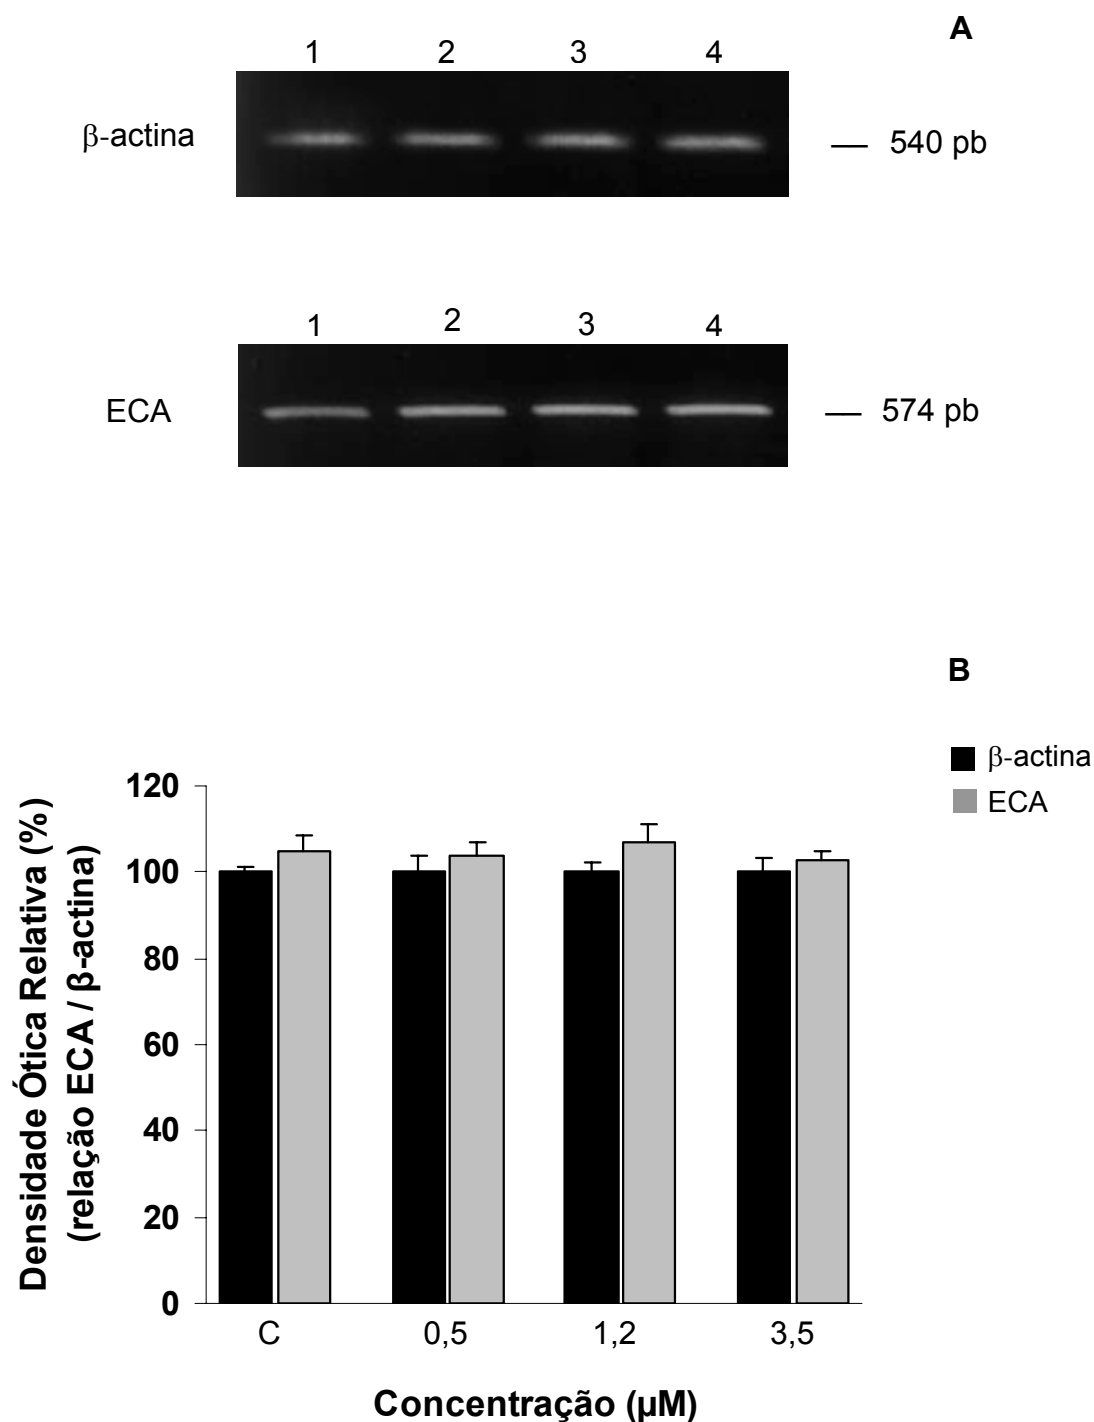 A
1 2 3 4
β-actina
540 pb
1 2 3 4
ECA
574 pb
B
β-actina
ECA
Densidade Ótica Relativa (%)
(relação ECA / β-actina)
120
100
80
60
40
20
0
C 0,5 1,2 3,5
Concentração (µM)